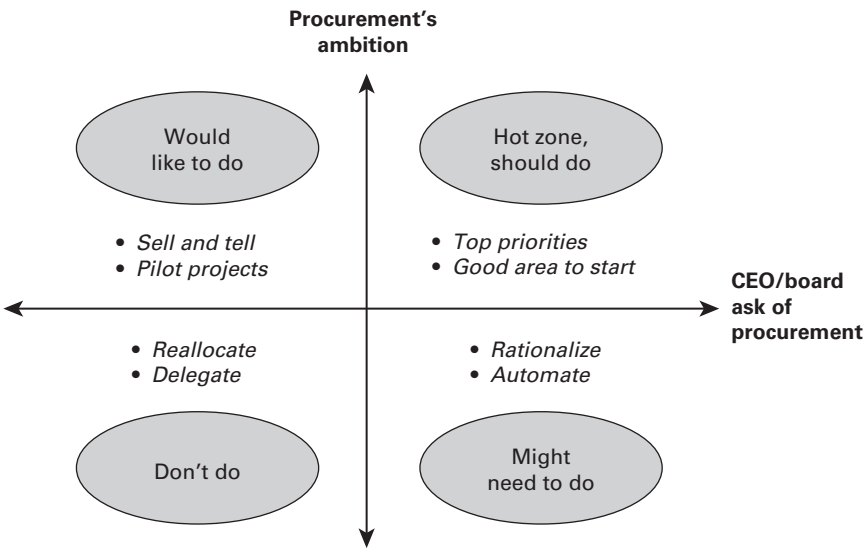 Procurement's
ambition
Would
like to do
Hot zone,
should do
• Sell and tell
• Pilot projects
• Top priorities
• Good area to start
CEO/board
ask of
procurement
• Reallocate
• Delegate
• Rationalize
• Automate
Don't do
Might
need to do